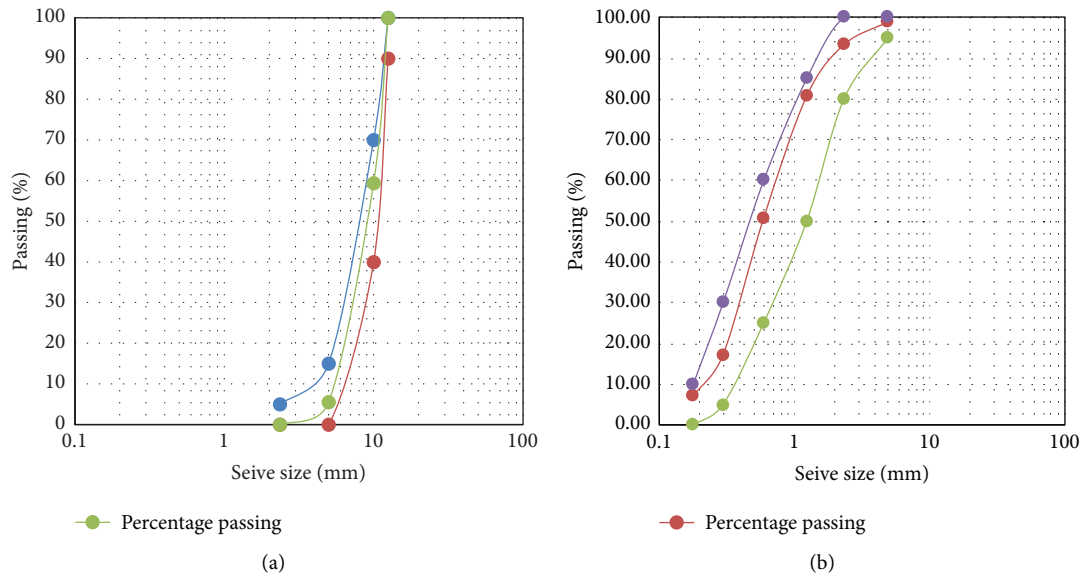 100
90
80
70
60
50
40
30
20
10
0
0.1 1 10 100
Passing (%)
Seive size (mm)
Percentage passing
(a)
100.00
90.00
80.00
70.00
60.00
50.00
40.00
30.00
20.00
10.00
0.00
0.1 1 10 100
Passing (%)
Seive size (mm)
Percentage passing
(b)